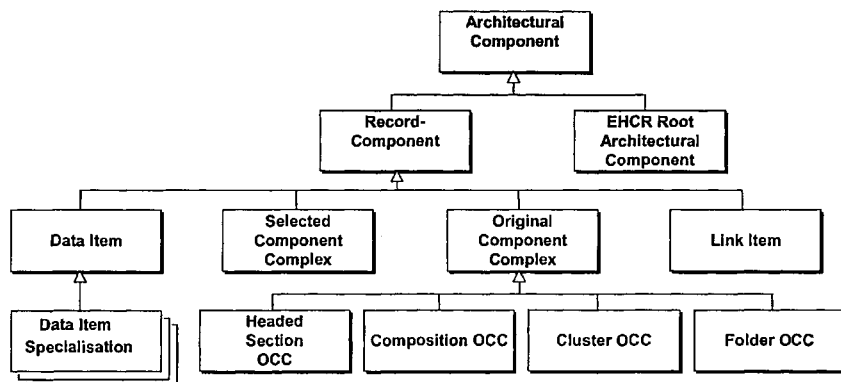 Architectural
Component
Record-
Component
EHCR Root
Architectural
Component
Data Item
Selected
Component
Complex
Original
Component
Complex
Link Item
Data Item
Specialisation
Headed
Section
OCC
Composition OCC
Cluster OCC
Folder OCC